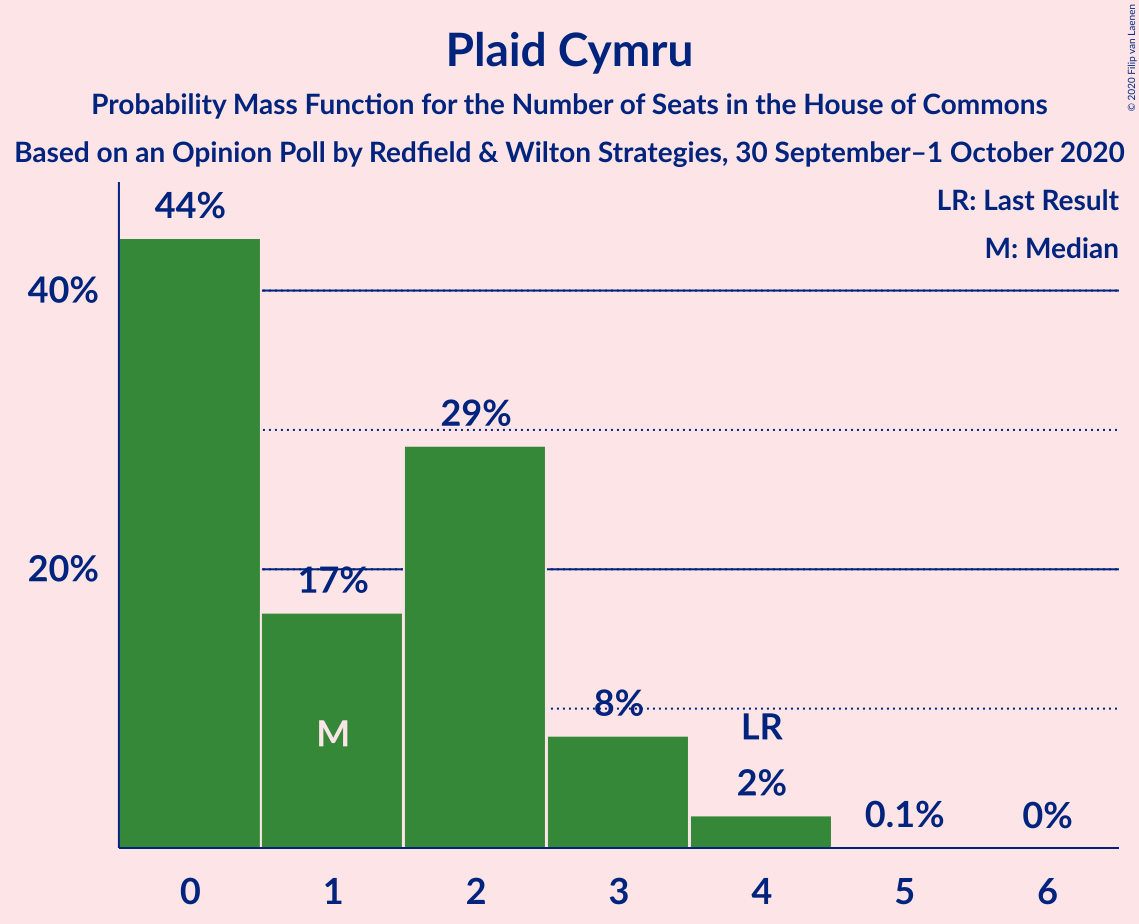 Plaid Cymru
Probability Mass Function for the Number of Seats in the House of Commons
Based on an Opinion Poll by Redfield & Wilton Strategies, 30 September–1 October 2020
© 2020 Filip van Laenen
LR: Last Result
M: Median
44%
40%
29%
20%
17%
8%
M
LR
2%
0.1%
0%
0 1 2 3 4 5 6